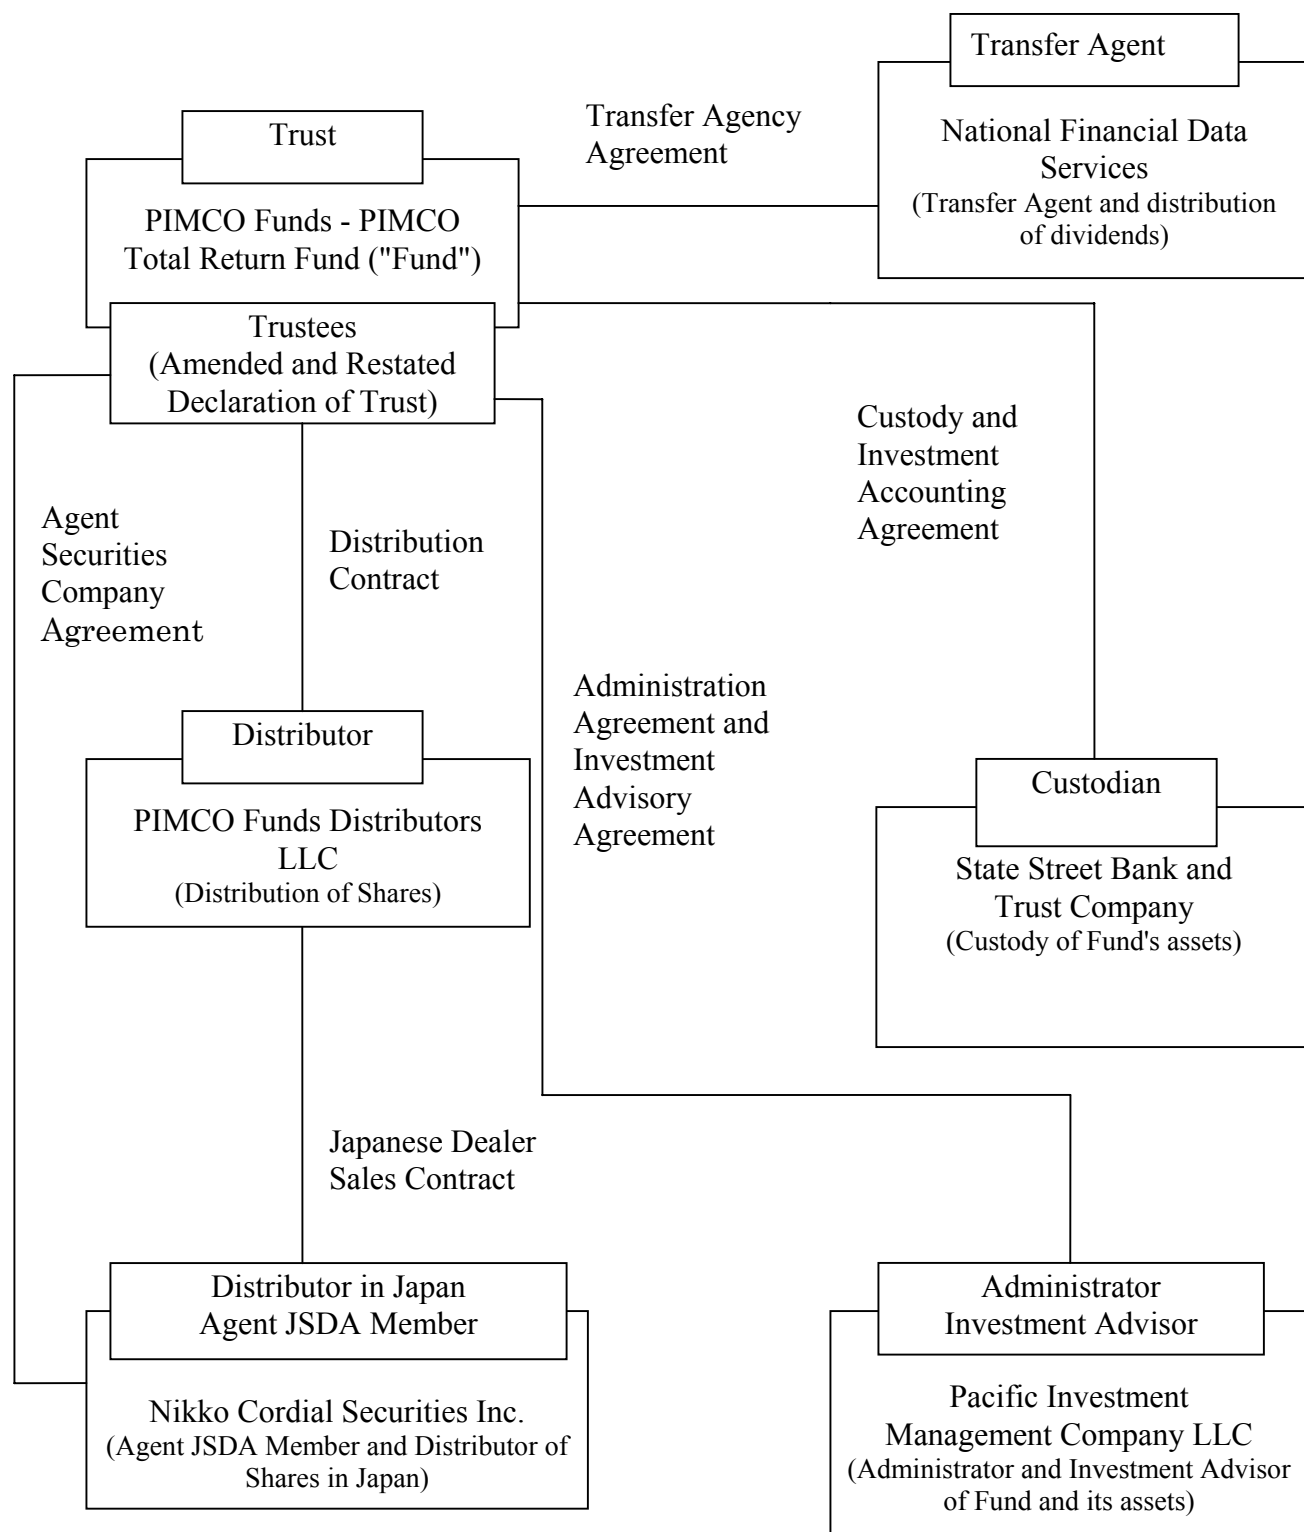 Transfer Agent
National Financial Data
Services
(Transfer Agent and distribution
of dividends)
Transfer Agency
Agreement
Trust
PIMCO Funds - PIMCO
Total Return Fund ("Fund")
Trustees
(Amended and Restated
Declaration of Trust)
Custody and
Investment
Accounting
Agreement
Agent
Securities
Company
Agreement
Distribution
Contract
Administration
Agreement and
Investment
Advisory
Agreement
Distributor
PIMCO Funds Distributors
LLC
(Distribution of Shares)
Custodian
State Street Bank and
Trust Company
(Custody of Fund's assets)
Japanese Dealer
Sales Contract
Distributor in Japan
Agent JSDA Member
Nikko Cordial Securities Inc.
(Agent JSDA Member and Distributor of
Shares in Japan)
Administrator
Investment Advisor
Pacific Investment
Management Company LLC
(Administrator and Investment Advisor
of Fund and its assets)